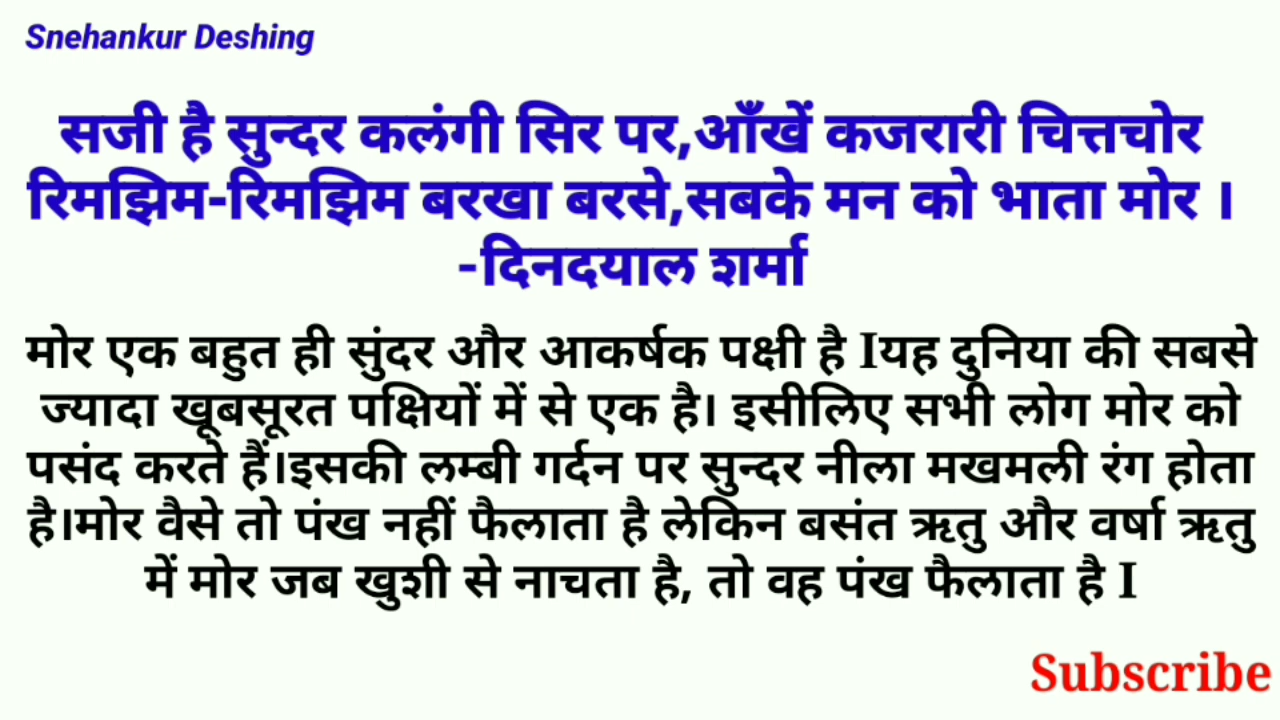 Snehankur Deshing
सजी है सुन्दर कलंगी सिर पर,आँखें कजरारी चित्तचोर
रिमझिम-रिमझिम बरखा बरसे,सबके मन को भाता मोर ।
-दिनदयाल शर्मा
मोर एक बहुत ही सुंदर और आकर्षक पक्षी है Iयह दुनिया की सबसे
ज्यादा खूबसूरत पक्षियों में से एक है। इसीलिए सभी लोग मोर को
पसंद करते हैं।इसकी लम्बी गर्दन पर सुन्दर नीला मखमली रंग होता
है।मोर वैसे तो पंख नहीं फैलाता है लेकिन बसंत ऋतु और वर्षा ऋतु
में मोर जब खुशी से नाचता है, तो वह पंख फैलाता है I
Subscribe